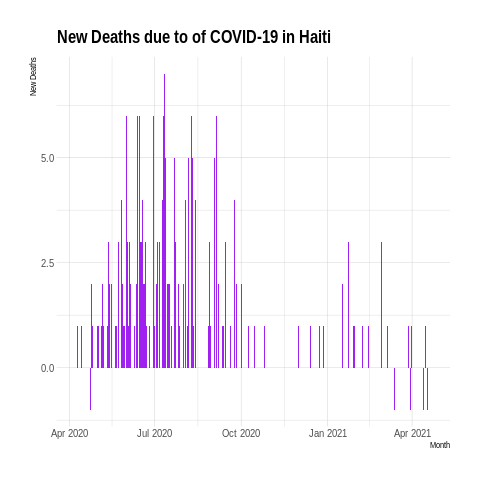 New Deaths due to of COVID-19 in Haiti
New Deaths
5.0
2.5
0.0
Apr 2020 Jul 2020 Oct 2020 Jan 2021 Apr 2021
Month